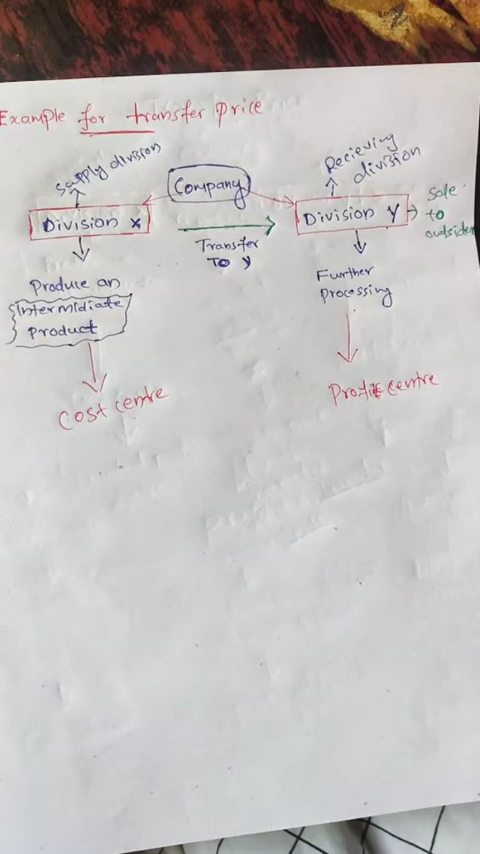 Example for transfer price
Supply division
Company
Recieving
division
Division X
Transfer
To y
Division Y
Sale
to
outsider
Produce an
intermidiate
product
Further
processing
Cost centre
Profit centre